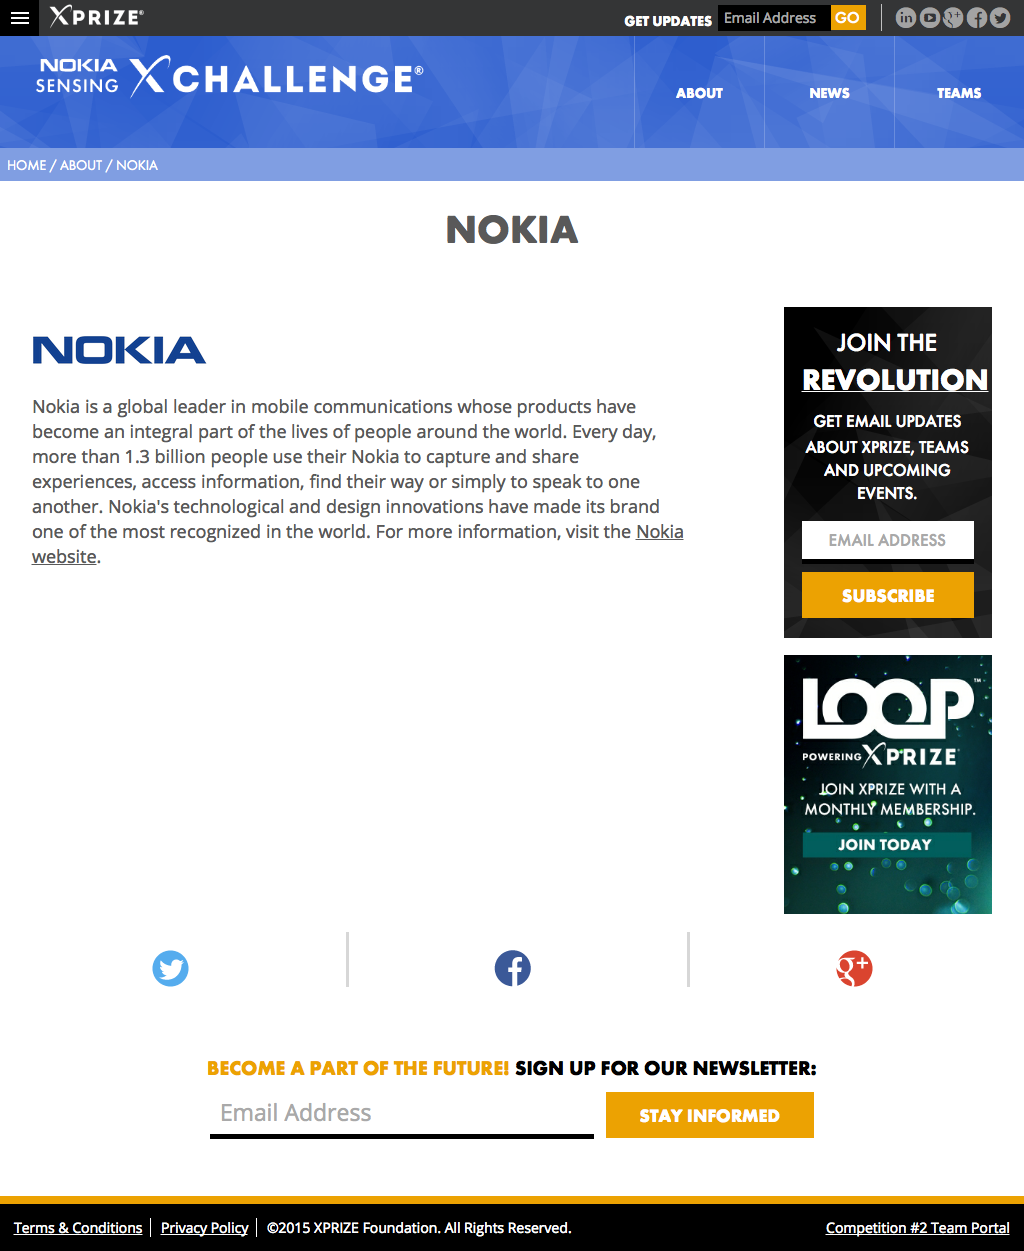 XPRIZE®
GET UPDATES Email Address GO
NOKIA
SENSING XCHALLENGE®
ABOUT NEWS TEAMS
HOME / ABOUT / NOKIA
NOKIA
NOKIA
Nokia is a global leader in mobile communications whose products have
become an integral part of the lives of people around the world. Every day,
more than 1.3 billion people use their Nokia to capture and share
experiences, access information, find their way or simply to speak to one
another. Nokia's technological and design innovations have made its brand
one of the most recognized in the world. For more information, visit the Nokia
website.
JOIN THE
REVOLUTION
GET EMAIL UPDATES
ABOUT XPRIZE, TEAMS
AND UPCOMING
EVENTS.
EMAIL ADDRESS
SUBSCRIBE
LOOP™
POWERING XPRIZE
JOIN XPRIZE WITH A
MONTHLY MEMBERSHIP.
JOIN TODAY
BECOME A PART OF THE FUTURE! SIGN UP FOR OUR NEWSLETTER:
Email Address STAY INFORMED
Terms & Conditions Privacy Policy ©2015 XPRIZE Foundation. All Rights Reserved. Competition #2 Team Portal